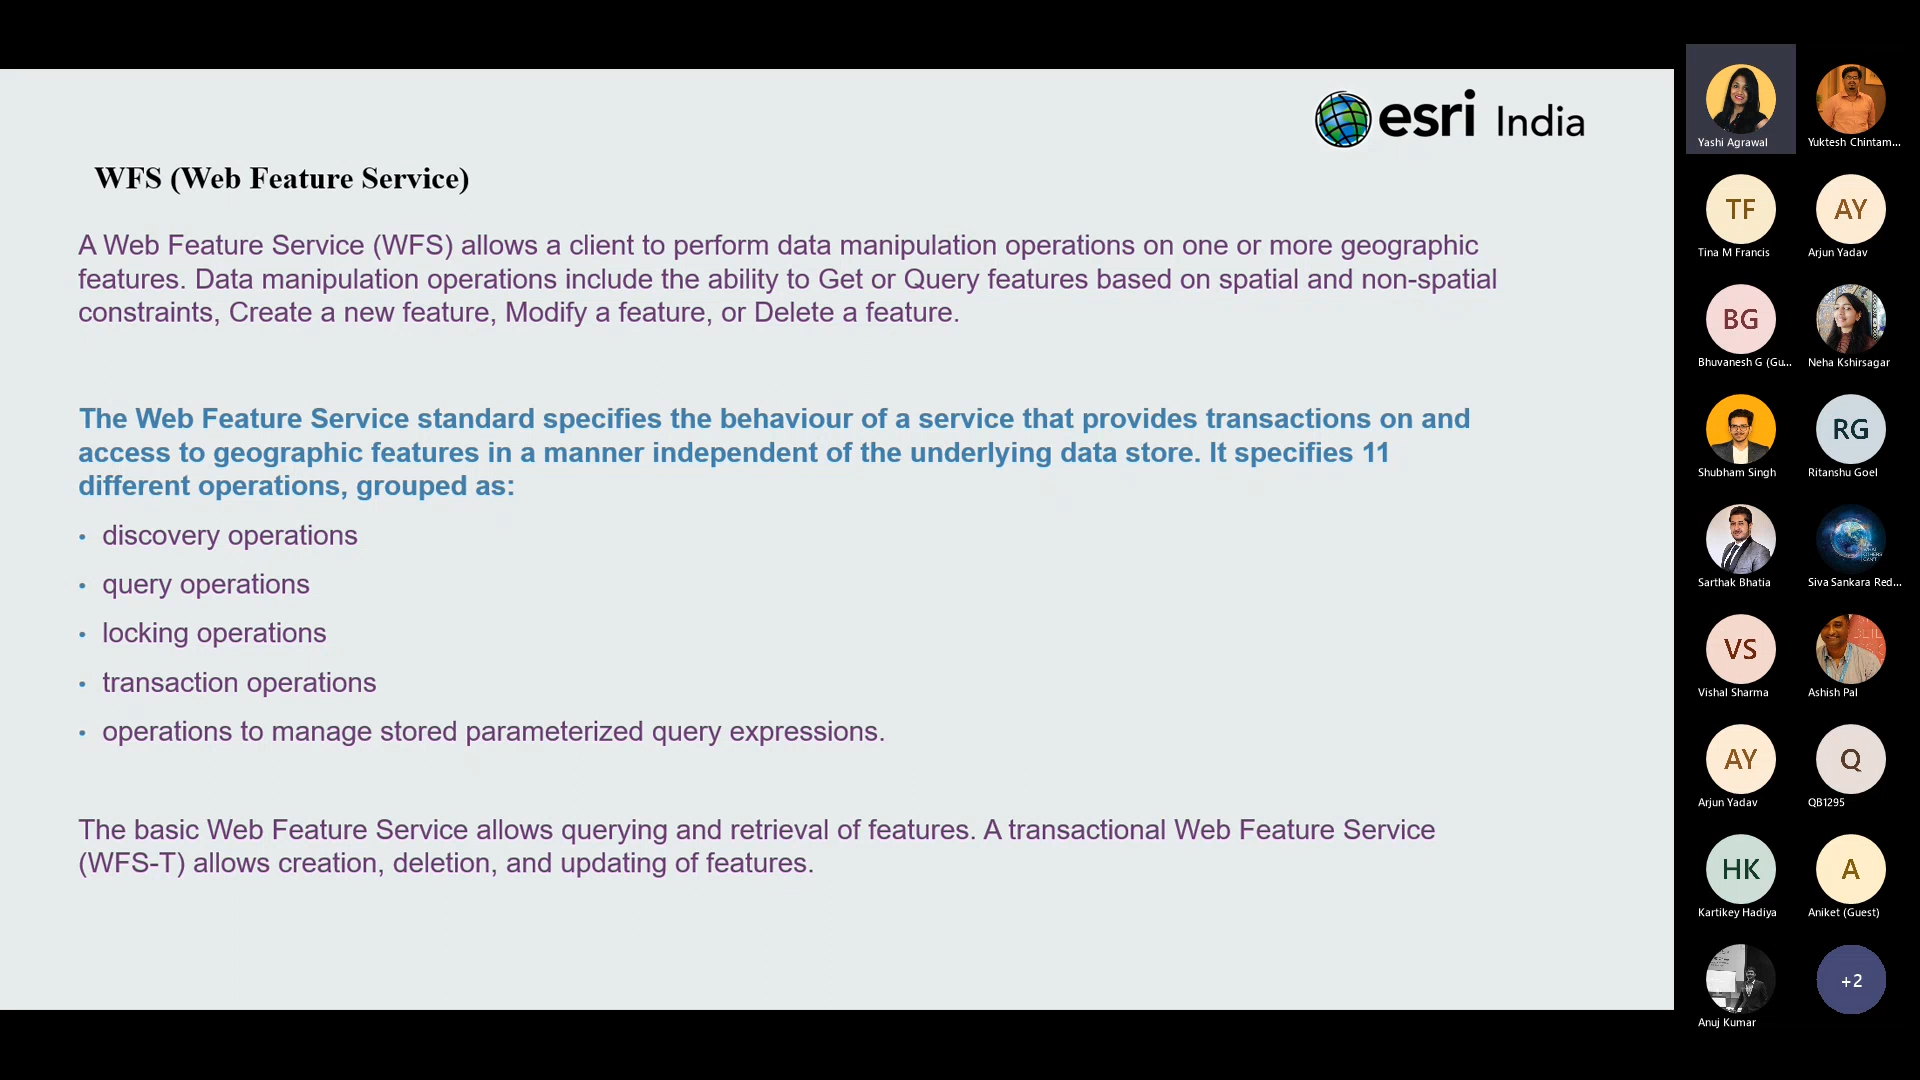 esri India
WFS (Web Feature Service)
A Web Feature Service (WFS) allows a client to perform data manipulation operations on one or more geographic
features. Data manipulation operations include the ability to Get or Query features based on spatial and non-spatial
constraints, Create a new feature, Modify a feature, or Delete a feature.
The Web Feature Service standard specifies the behaviour of a service that provides transactions on and
access to geographic features in a manner independent of the underlying data store. It specifies 11
different operations, grouped as:
• discovery operations
• query operations
• locking operations
• transaction operations
• operations to manage stored parameterized query expressions.
The basic Web Feature Service allows querying and retrieval of features. A transactional Web Feature Service
(WFS-T) allows creation, deletion, and updating of features.
Yashi Agrawal
Yuktesh Chintam...
TF
Tina M Francis
AY
Arjun Yadav
BG
Bhuvanesh G (Gu...
Neha Kshirsagar
Shubham Singh
RG
Ritanshu Goel
Sarthak Bhatia
Siva Sankara Red...
VS
Vishal Sharma
Ashish Pal
AY
Arjun Yadav
Q
QB1295
HK
Kartikey Hadiya
A
Aniket (Guest)
Anuj Kumar
+2